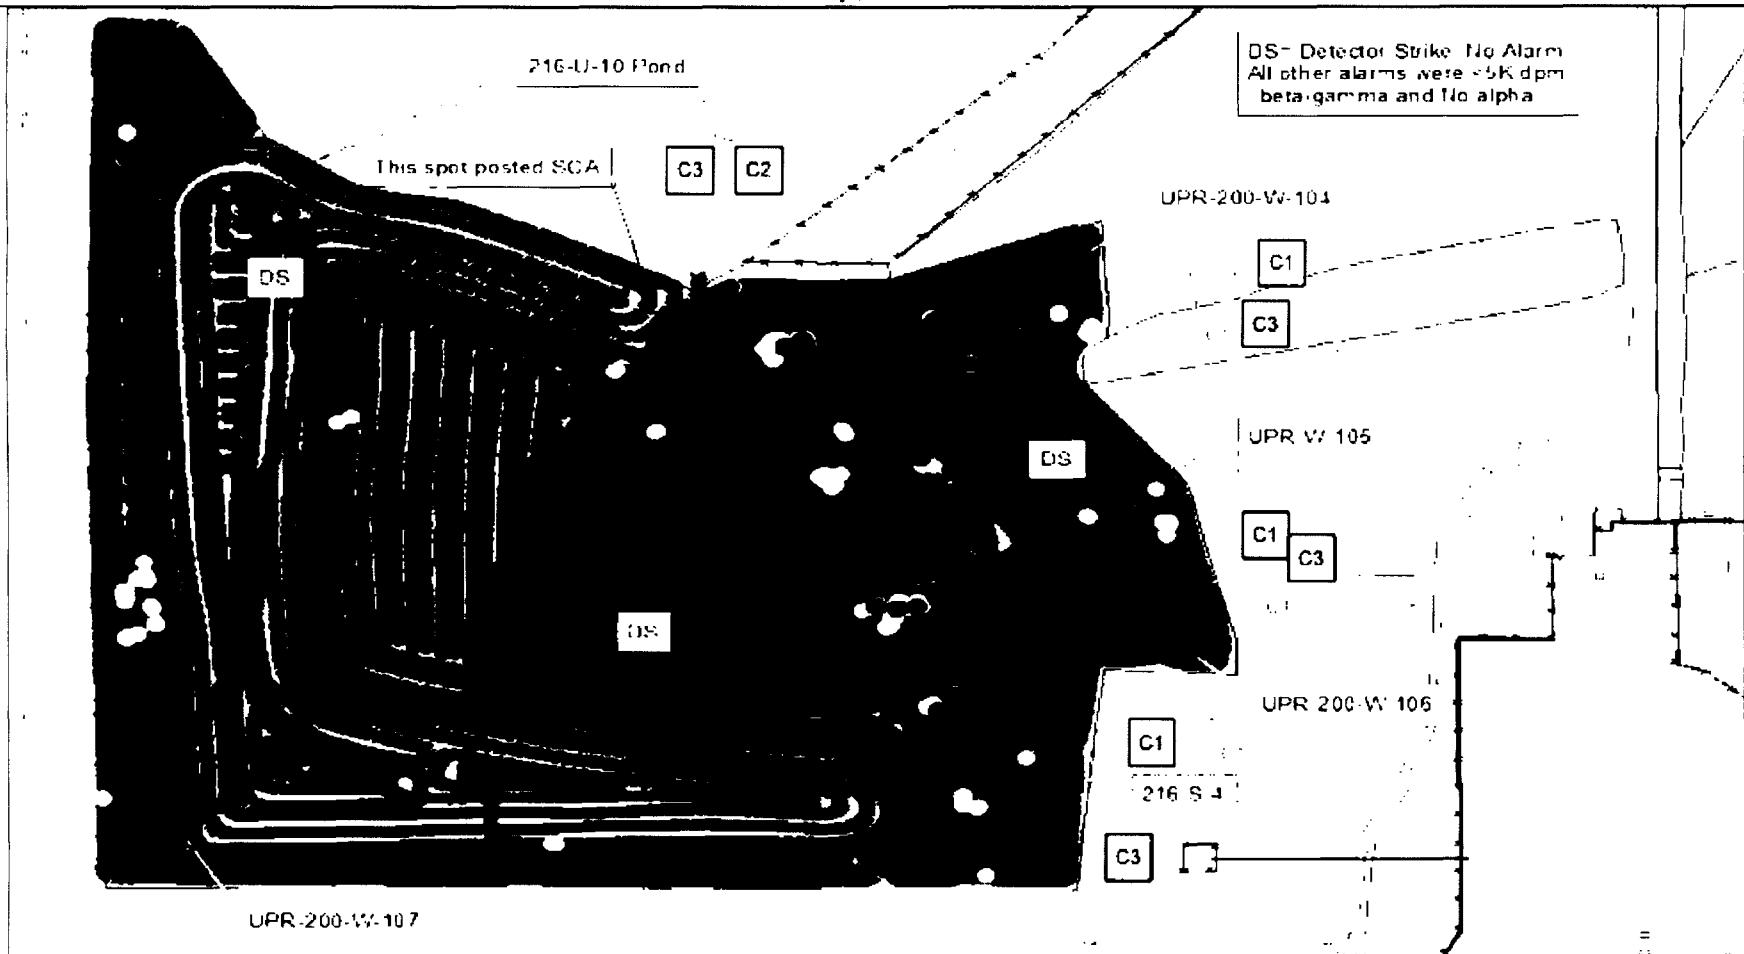 216-U-10 Pond
DS= Detector Strike No Alarm
All other alarms were <5K dpm
beta-gamma and No alpha
This spot posted SCA
C3
C2
UPR-200-W-104
C1
C3
DS
UPR W 105
DS
C1
C3
DS
UPR 200-W 106
C1
216 S 4
C3
UPR-200-W-107